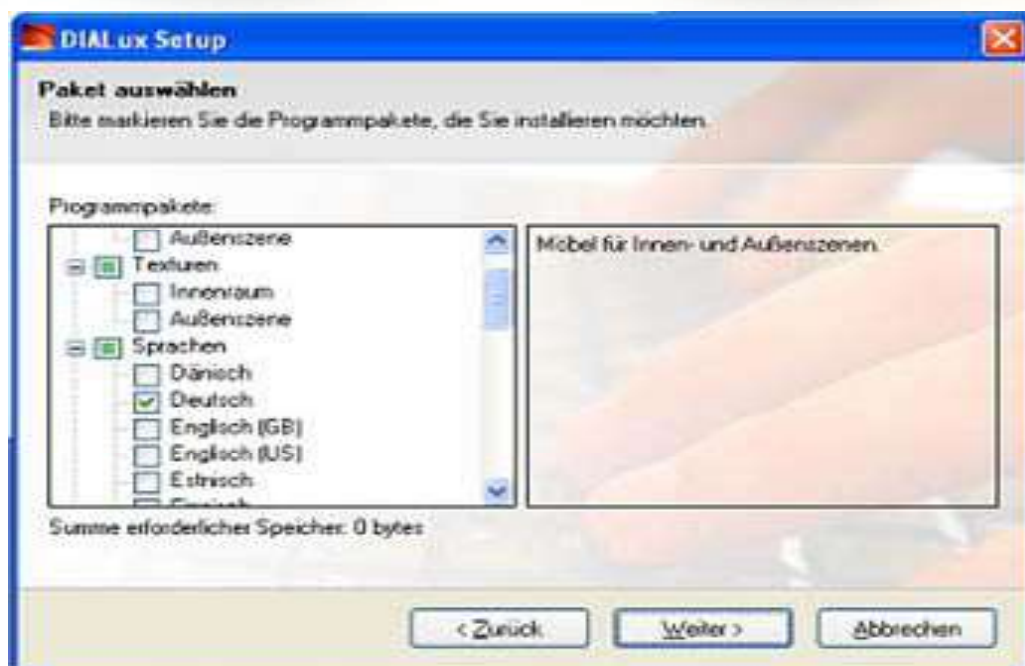 DIALux Setup
Paket auswählen
Bitte markieren Sie die Programmpakete, die Sie installieren möchten.
Programmpakete:
Außenszene
Texturen
Innenraum
Außenszene
Sprachen
Dänisch
Deutsch
Englisch (GB)
Englisch (US)
Estnisch
Möbel für Innen- und Außenszenen.
Summe erforderlicher Speicher: 0 bytes
< Zurück
Weiter >
Abbrechen